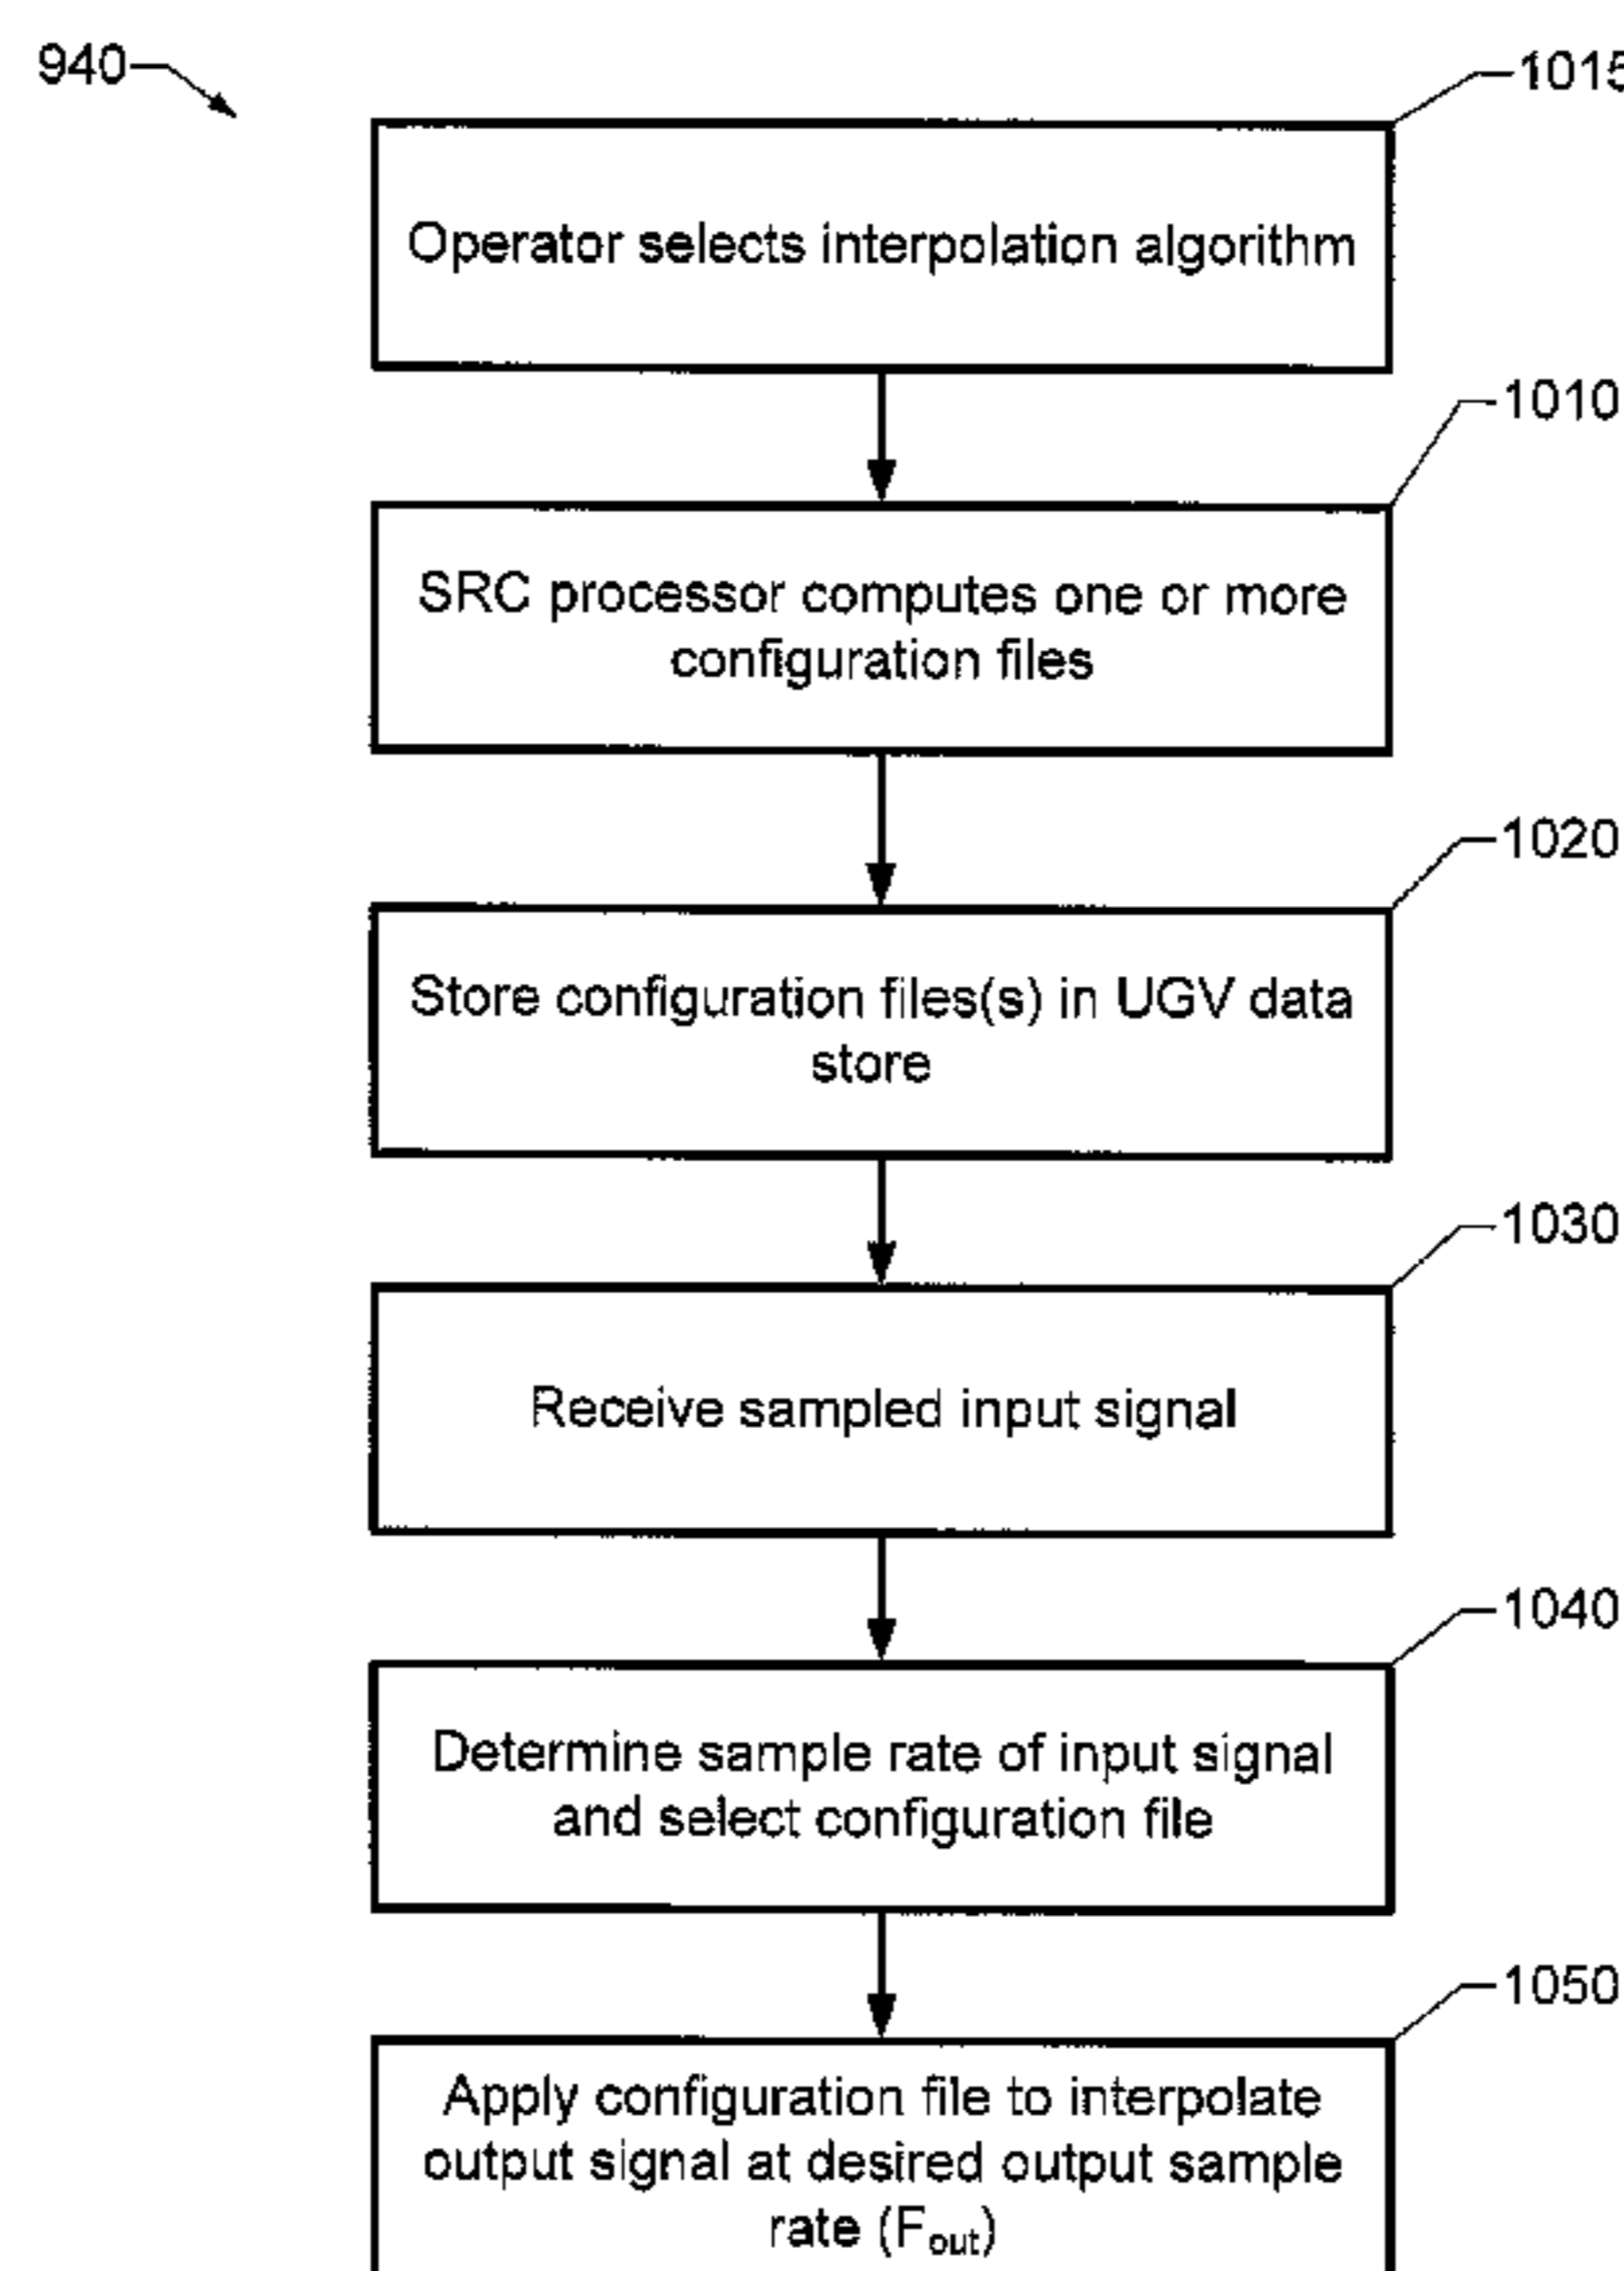 940
1015
Operator selects interpolation algorithm
1010
SRC processor computes one or more
configuration files
1020
Store configuration files(s) in UGV data
store
1030
Receive sampled input signal
1040
Determine sample rate of input signal
and select configuration file
1050
Apply configuration file to interpolate
output signal at desired output sample
rate (Fout)